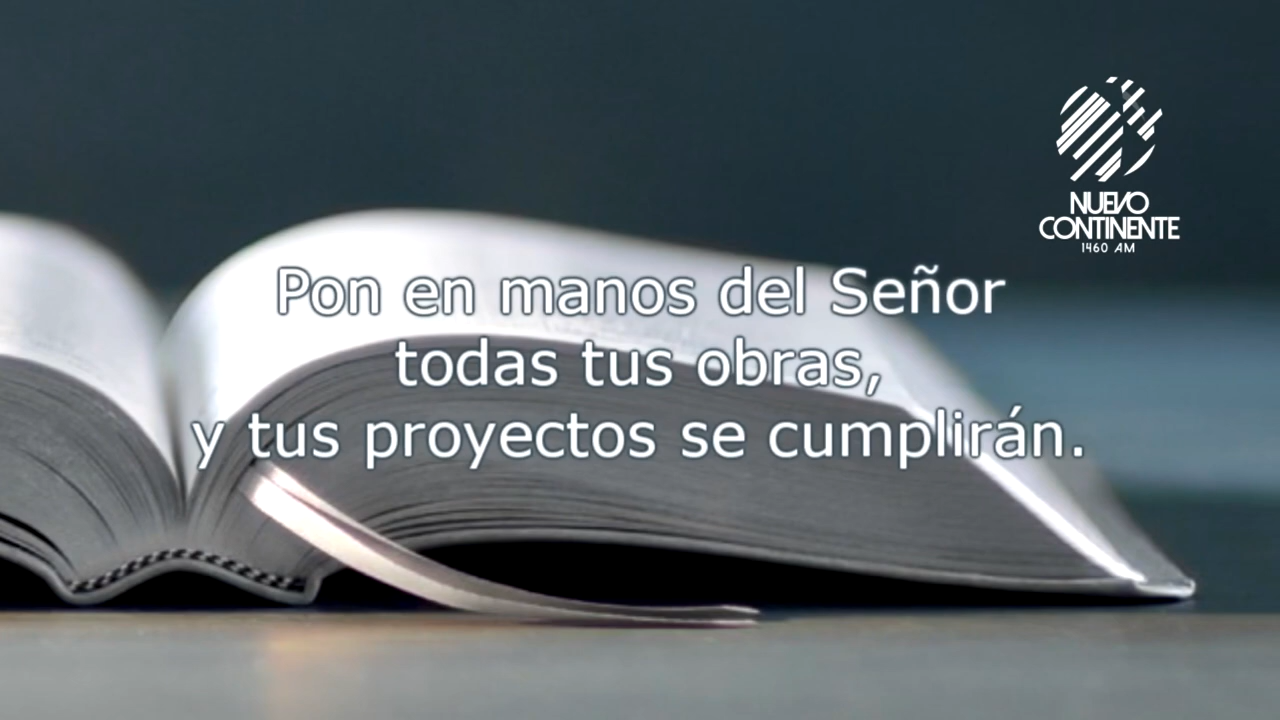 NUEVO
CONTINENTE
1460 AM
Pon en manos del Señor
todas tus obras,
y tus proyectos se cumplirán.